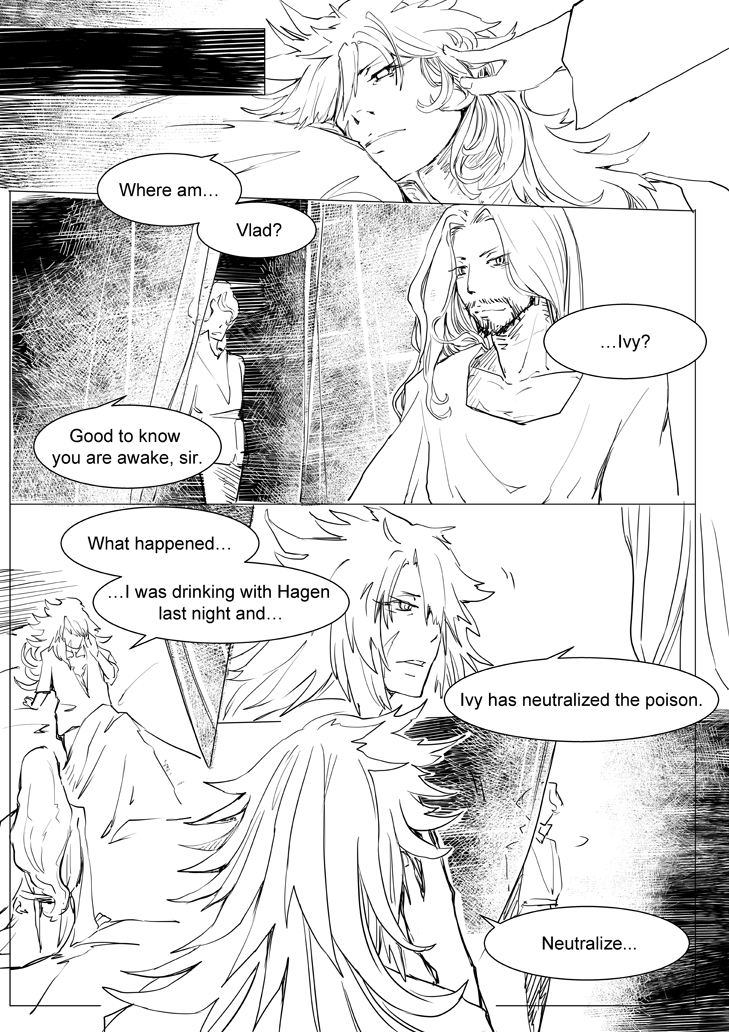 Where am…
Vlad?
…Ivy?
Good to know
you are awake, sir.
What happened…
…I was drinking with Hagen
last night and…
Ivy has neutralized the poison.
Neutralize...